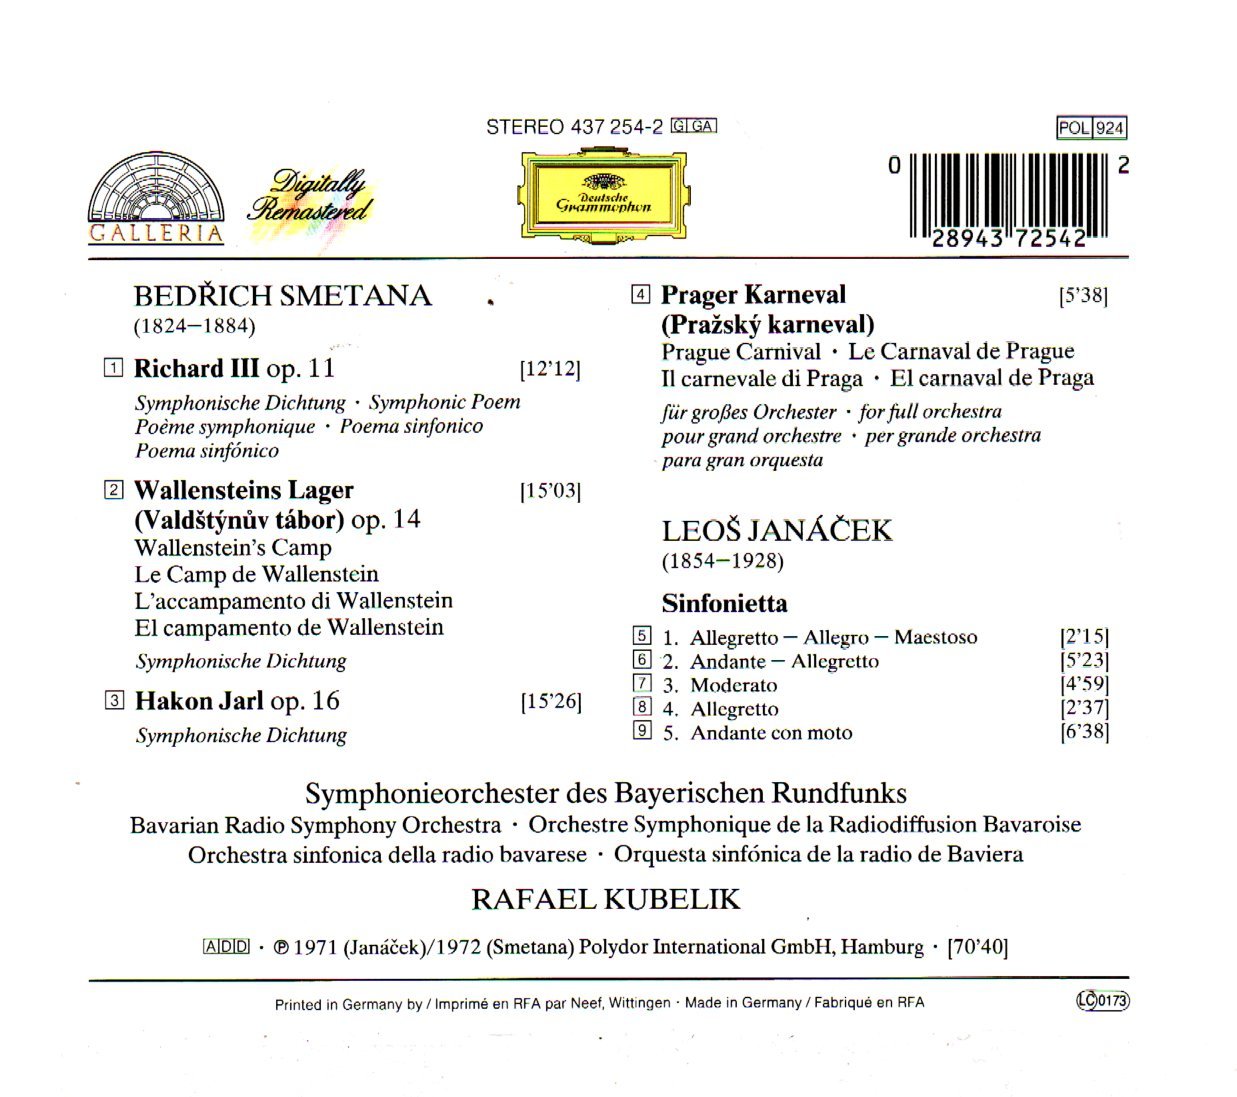 STEREO 437 254-2 G GA
POL 924
GALLERIA
Digitally
Remastered
Deutsche
Grammophon
0 28943 72542 2
BEDŘICH SMETANA
(1824–1884)
1 Richard III op. 11 [12'12]
Symphonische Dichtung · Symphonic Poem
Poème symphonique · Poema sinfonico
Poema sinfónico
2 Wallensteins Lager [15'03]
(Valdštýnův tábor) op. 14
Wallenstein's Camp
Le Camp de Wallenstein
L'accampamento di Wallenstein
El campamento de Wallenstein
Symphonische Dichtung
3 Hakon Jarl op. 16 [15'26]
Symphonische Dichtung
4 Prager Karneval [5'38]
(Pražský karneval)
Prague Carnival · Le Carnaval de Prague
Il carnevale di Praga · El carnaval de Praga
für großes Orchester · for full orchestra
pour grand orchestre · per grande orchestra
para gran orquesta
LEOŠ JANÁČEK
(1854–1928)
Sinfonietta
5 1. Allegretto – Allegro – Maestoso [2'15]
6 2. Andante – Allegretto [5'23]
7 3. Moderato [4'59]
8 4. Allegretto [2'37]
9 5. Andante con moto [6'38]
Symphonieorchester des Bayerischen Rundfunks
Bavarian Radio Symphony Orchestra · Orchestre Symphonique de la Radiodiffusion Bavaroise
Orchestra sinfonica della radio bavarese · Orquesta sinfónica de la radio de Baviera
RAFAEL KUBELIK
ADD · ℗ 1971 (Janáček)/1972 (Smetana) Polydor International GmbH, Hamburg · [70'40]
Printed in Germany by / Imprimé en RFA par Neef, Wittingen · Made in Germany / Fabriqué en RFA
LC 0173